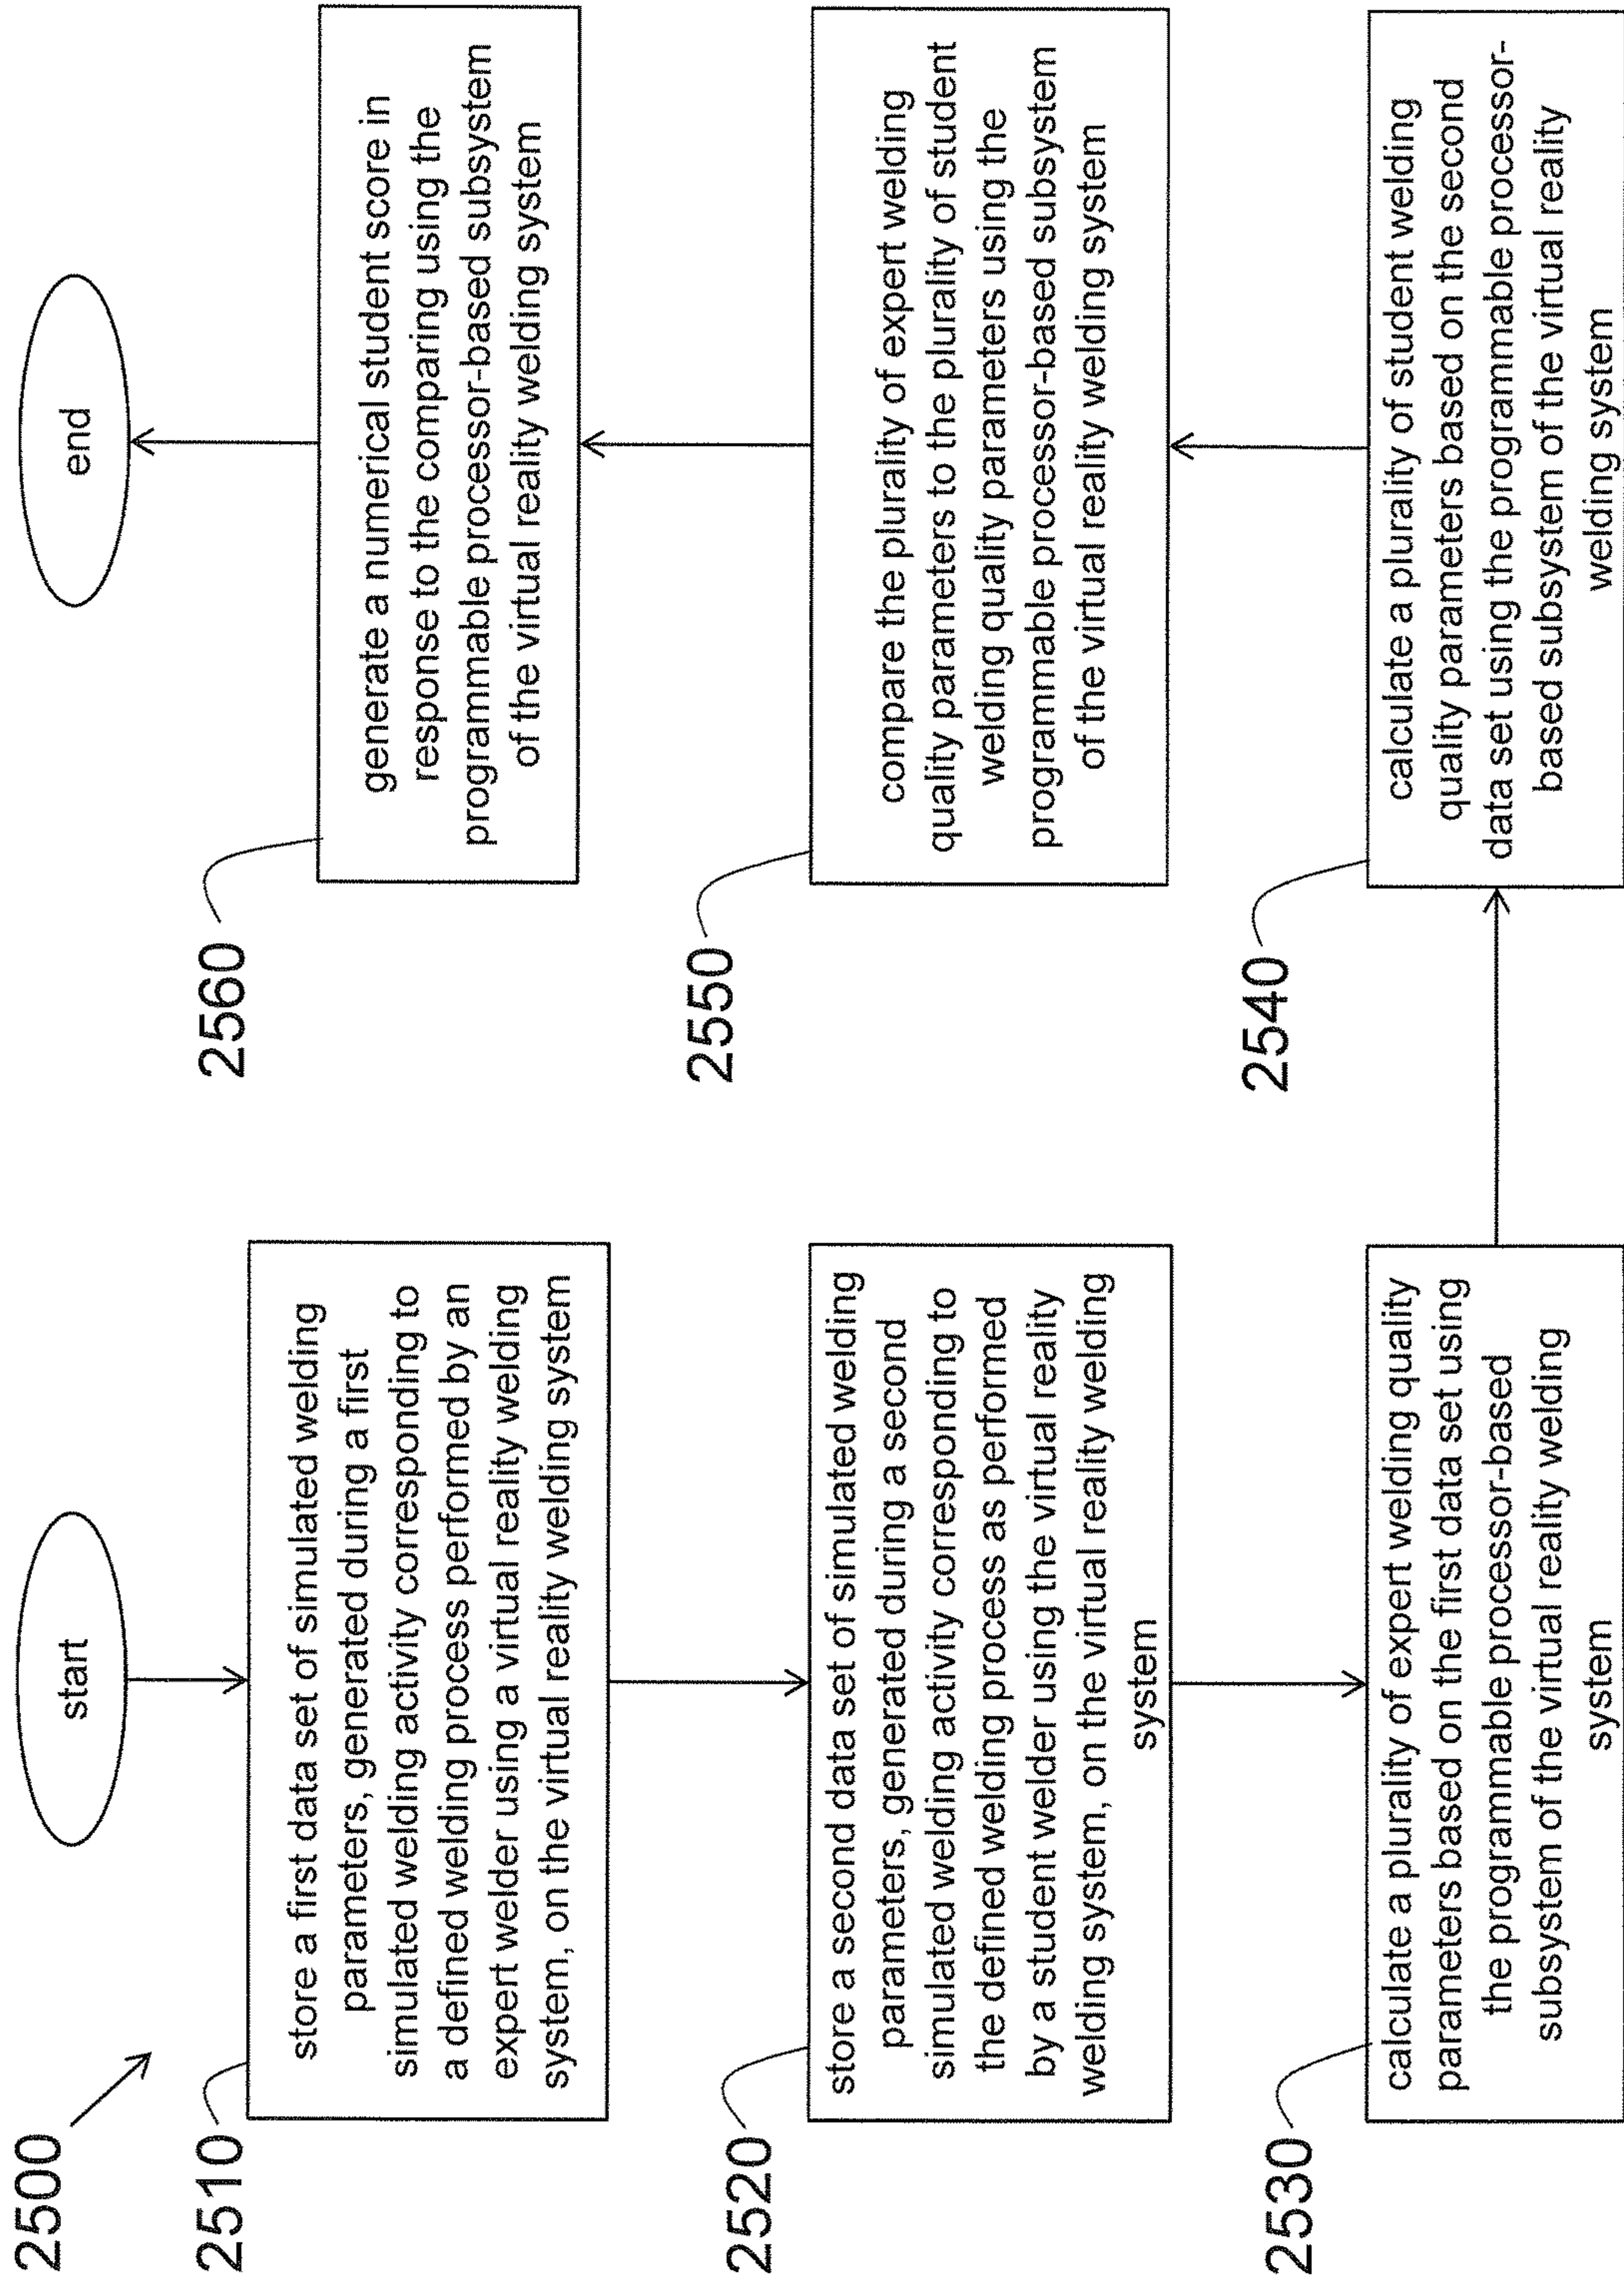 2500
start
2510
store a first data set of simulated welding
parameters, generated during a first
simulated welding activity corresponding to
a defined welding process performed by an
expert welder using a virtual reality welding
system, on the virtual reality welding system
2520
store a second data set of simulated welding
parameters, generated during a second
simulated welding activity corresponding to
the defined welding process as performed
by a student welder using the virtual reality
welding system, on the virtual reality welding
system
2530
calculate a plurality of expert welding quality
parameters based on the first data set using
the programmable processor-based
subsystem of the virtual reality welding
system
2540
calculate a plurality of student welding
quality parameters based on the second
data set using the programmable processor-
based subsystem of the virtual reality
welding system
2550
compare the plurality of expert welding
quality parameters to the plurality of student
welding quality parameters using the
programmable processor-based subsystem
of the virtual reality welding system
2560
generate a numerical student score in
response to the comparing using the
programmable processor-based subsystem
of the virtual reality welding system
end